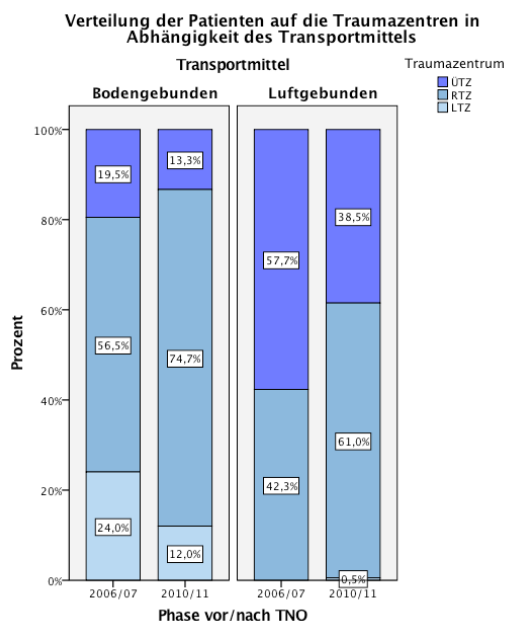 Verteilung der Patienten auf die Traumazentren in
Abhängigkeit des Transportmittels
Transportmittel
Traumazentrum
ÜTZ
RTZ
LTZ
Bodengebunden
Luftgebunden
100%
80%
60%
40%
20%
0%
Prozent
19,5%
56,5%
24,0%
13,3%
74,7%
12,0%
57,7%
42,3%
38,5%
61,0%
0,5%
2006/07
2010/11
2006/07
2010/11
Phase vor/nach TNO